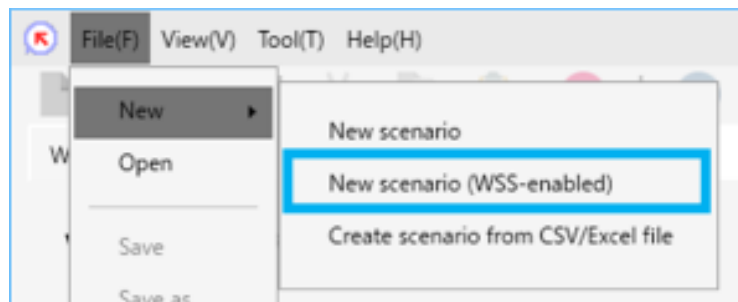 File(F) View(V) Tool(T) Help(H)
New
New scenario
W
Open
New scenario (WSS-enabled)
Save
Create scenario from CSV/Excel file
Save as